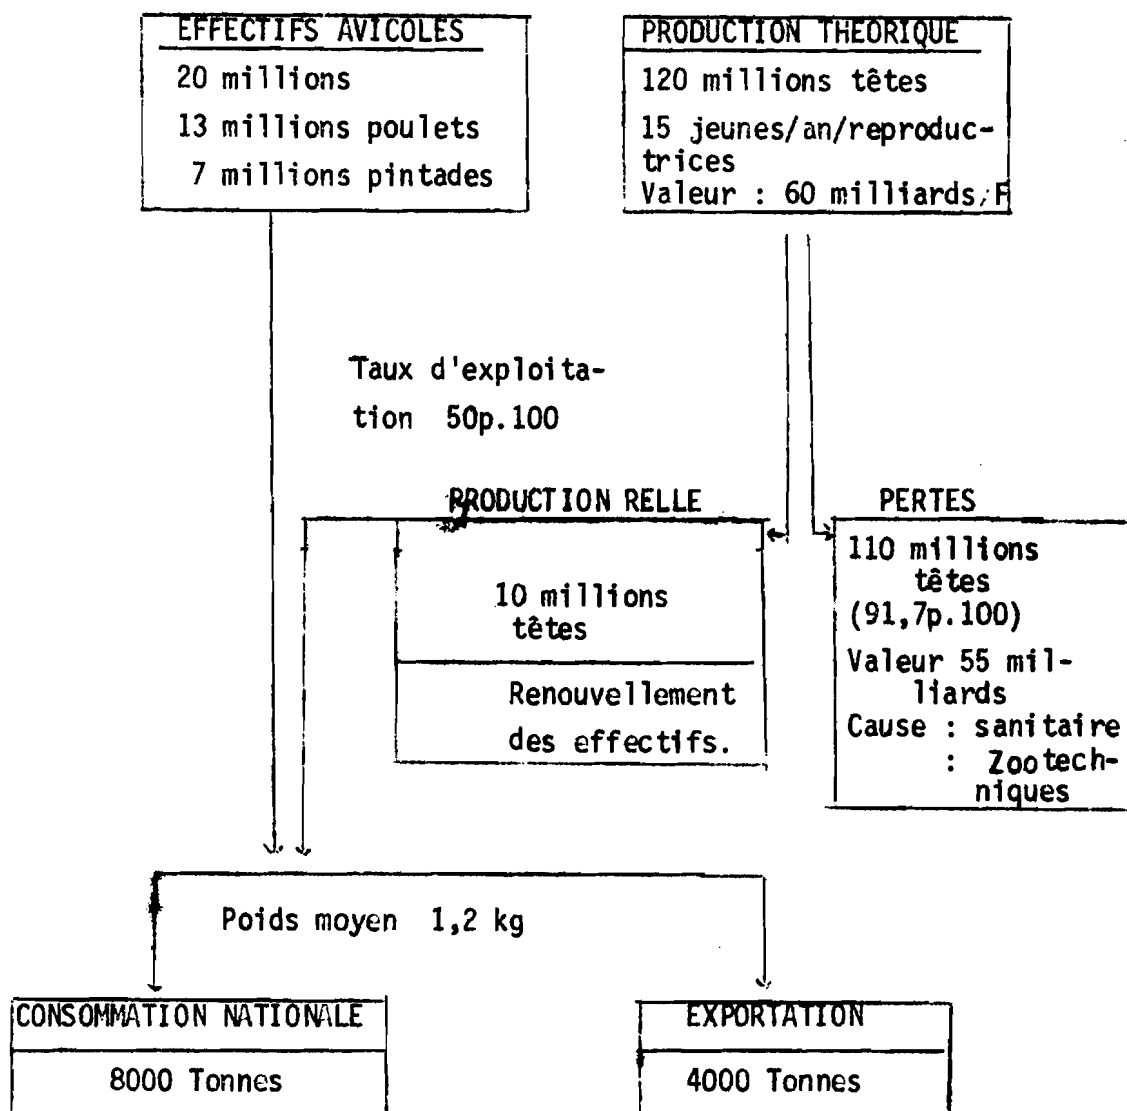 EFFECTIFS AVICOLES
20 millions
13 millions poulets
7 millions pintades
PRODUCTION THEORIQUE
120 millions têtes
15 jeunes/an/reproduc-
trices
Valeur : 60 milliards F
Taux d'exploita-
tion 50p.100
PRODUCTION RELLE
10 millions
têtes
Renouvellement
des effectifs.
PERTES
110 millions
têtes
(91,7p.100)
Valeur 55 mil-
liards
Cause : sanitaire
: Zootech-
niques
Poids moyen 1,2 kg
CONSOMMATION NATIONALE
8000 Tonnes
EXPORTATION
4000 Tonnes